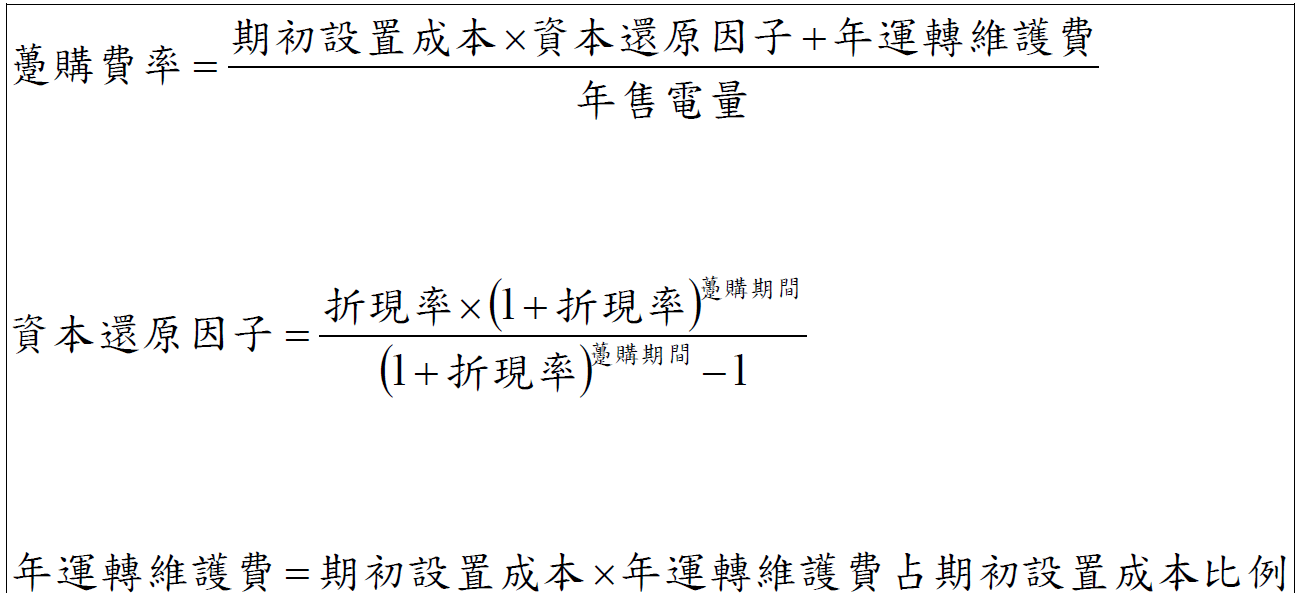 躉購費率=期初設置成本×資本還原因子+年運轉維護費
年售電量
資本還原因子=折現率×(1+折現率)躉購期間
(1+折現率)躉購期間-1
年運轉維護費=期初設置成本×年運轉維護費占期初設置成本比例